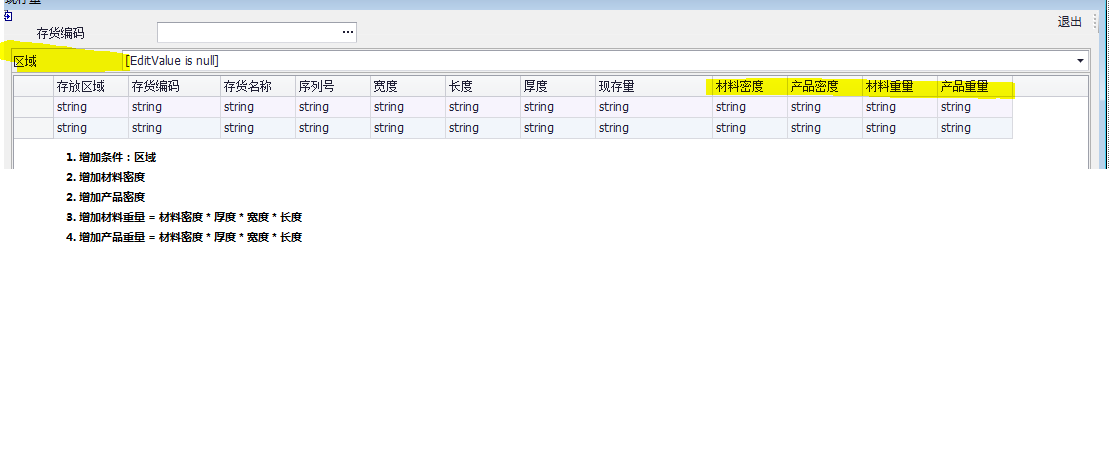 现存量
退出
存货编码 ...
区域 [EditValue is null]
存放区域 存货编码 存货名称 序列号 宽度 长度 厚度 现存量 材料密度 产品密度 材料重量 产品重量
string string string string string string string string string string string string
string string string string string string string string string string string string
1. 增加条件：区域
2. 增加材料密度
2. 增加产品密度
3. 增加材料重量 = 材料密度 * 厚度 * 宽度 * 长度
4. 增加产品重量 = 材料密度 * 厚度 * 宽度 * 长度